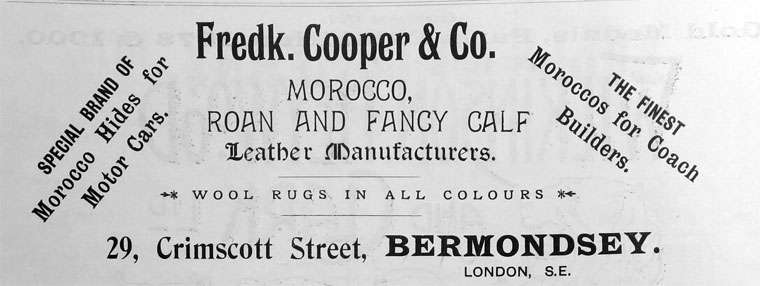 Fredk. Cooper & Co.
SPECIAL BRAND OF
Morocco Hides for
Motor Cars.
MOROCCO,
ROAN AND FANCY CALF
Leather Manufacturers.
THE FINEST
Moroccos for Coach
Builders.
WOOL RUGS IN ALL COLOURS
29, Crimscott Street, BERMONDSEY.
LONDON, S.E.